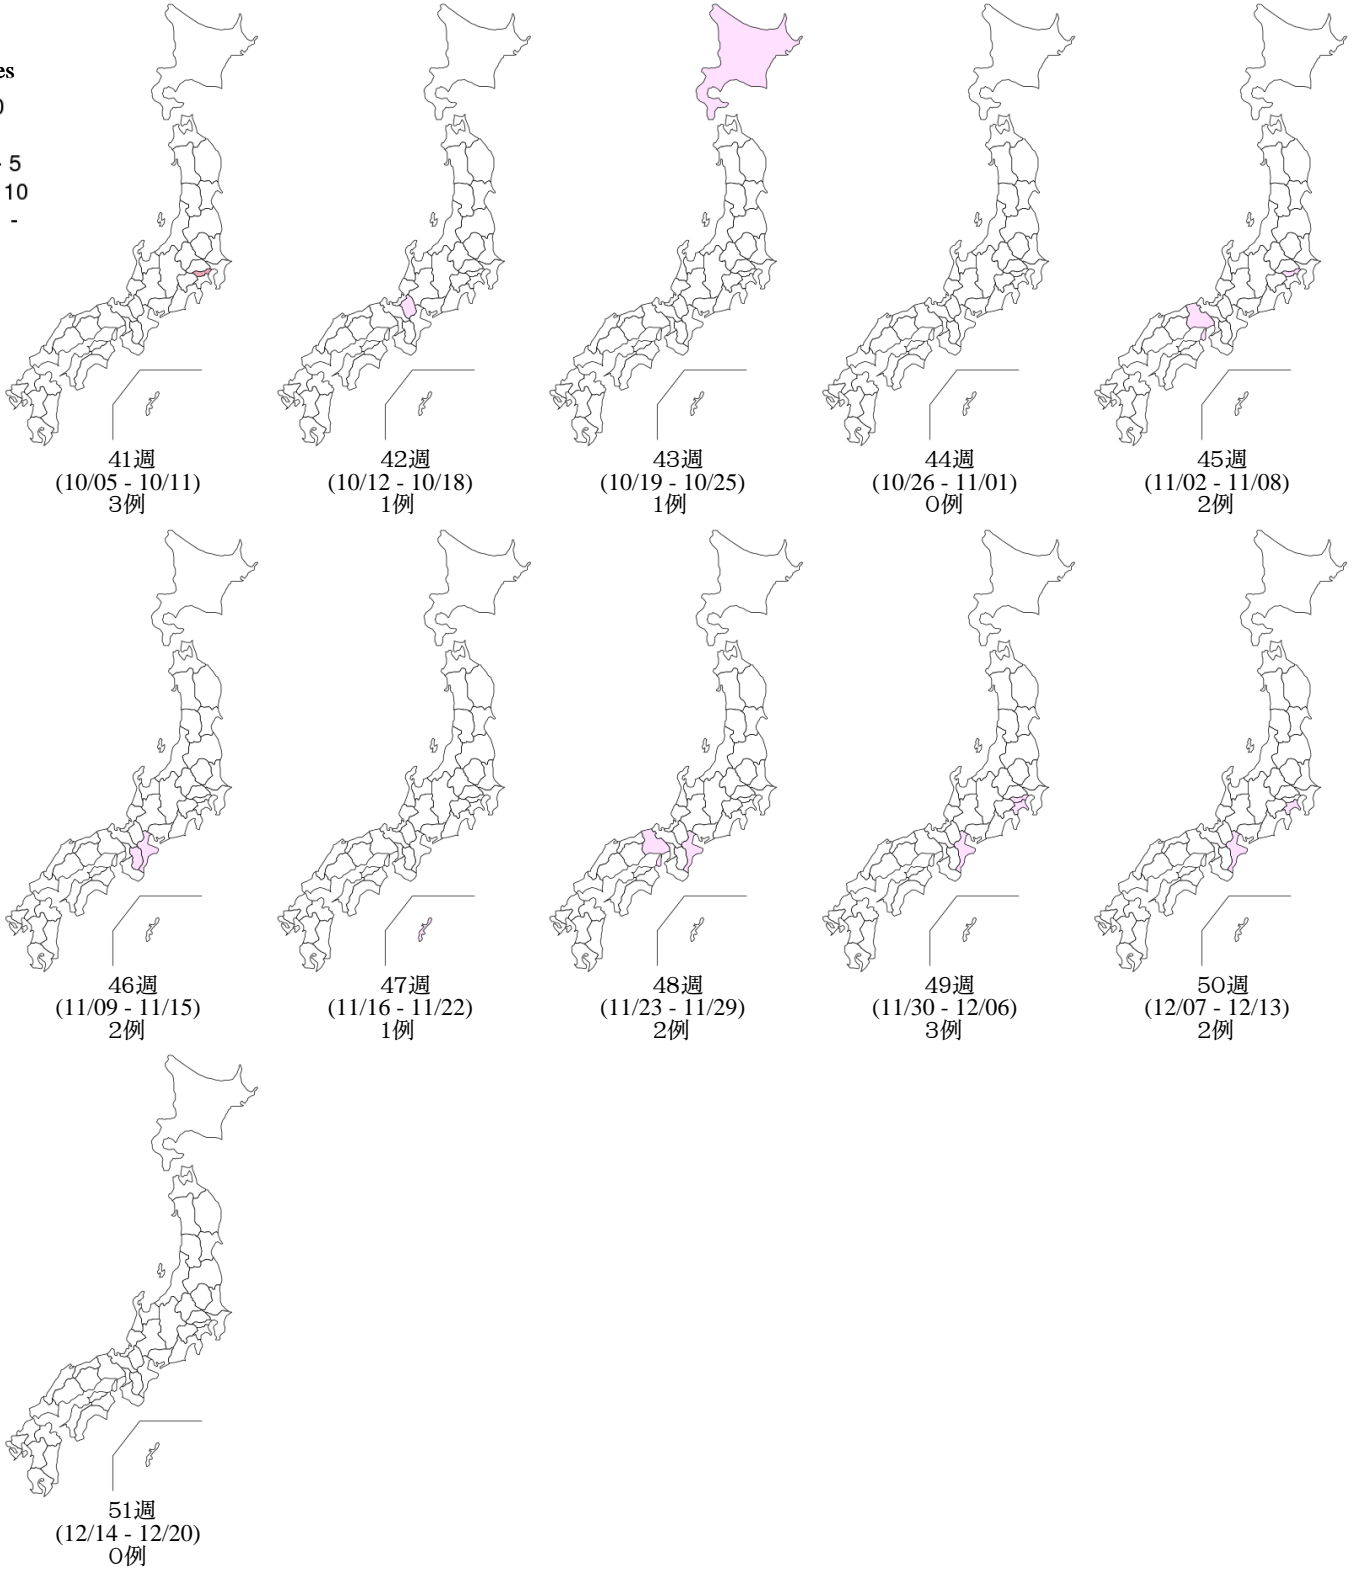 es
0
- 5
10
-
41週
(10/05 - 10/11)
3例
42週
(10/12 - 10/18)
1例
43週
(10/19 - 10/25)
1例
44週
(10/26 - 11/01)
0例
45週
(11/02 - 11/08)
2例
46週
(11/09 - 11/15)
2例
47週
(11/16 - 11/22)
1例
48週
(11/23 - 11/29)
2例
49週
(11/30 - 12/06)
3例
50週
(12/07 - 12/13)
2例
51週
(12/14 - 12/20)
0例